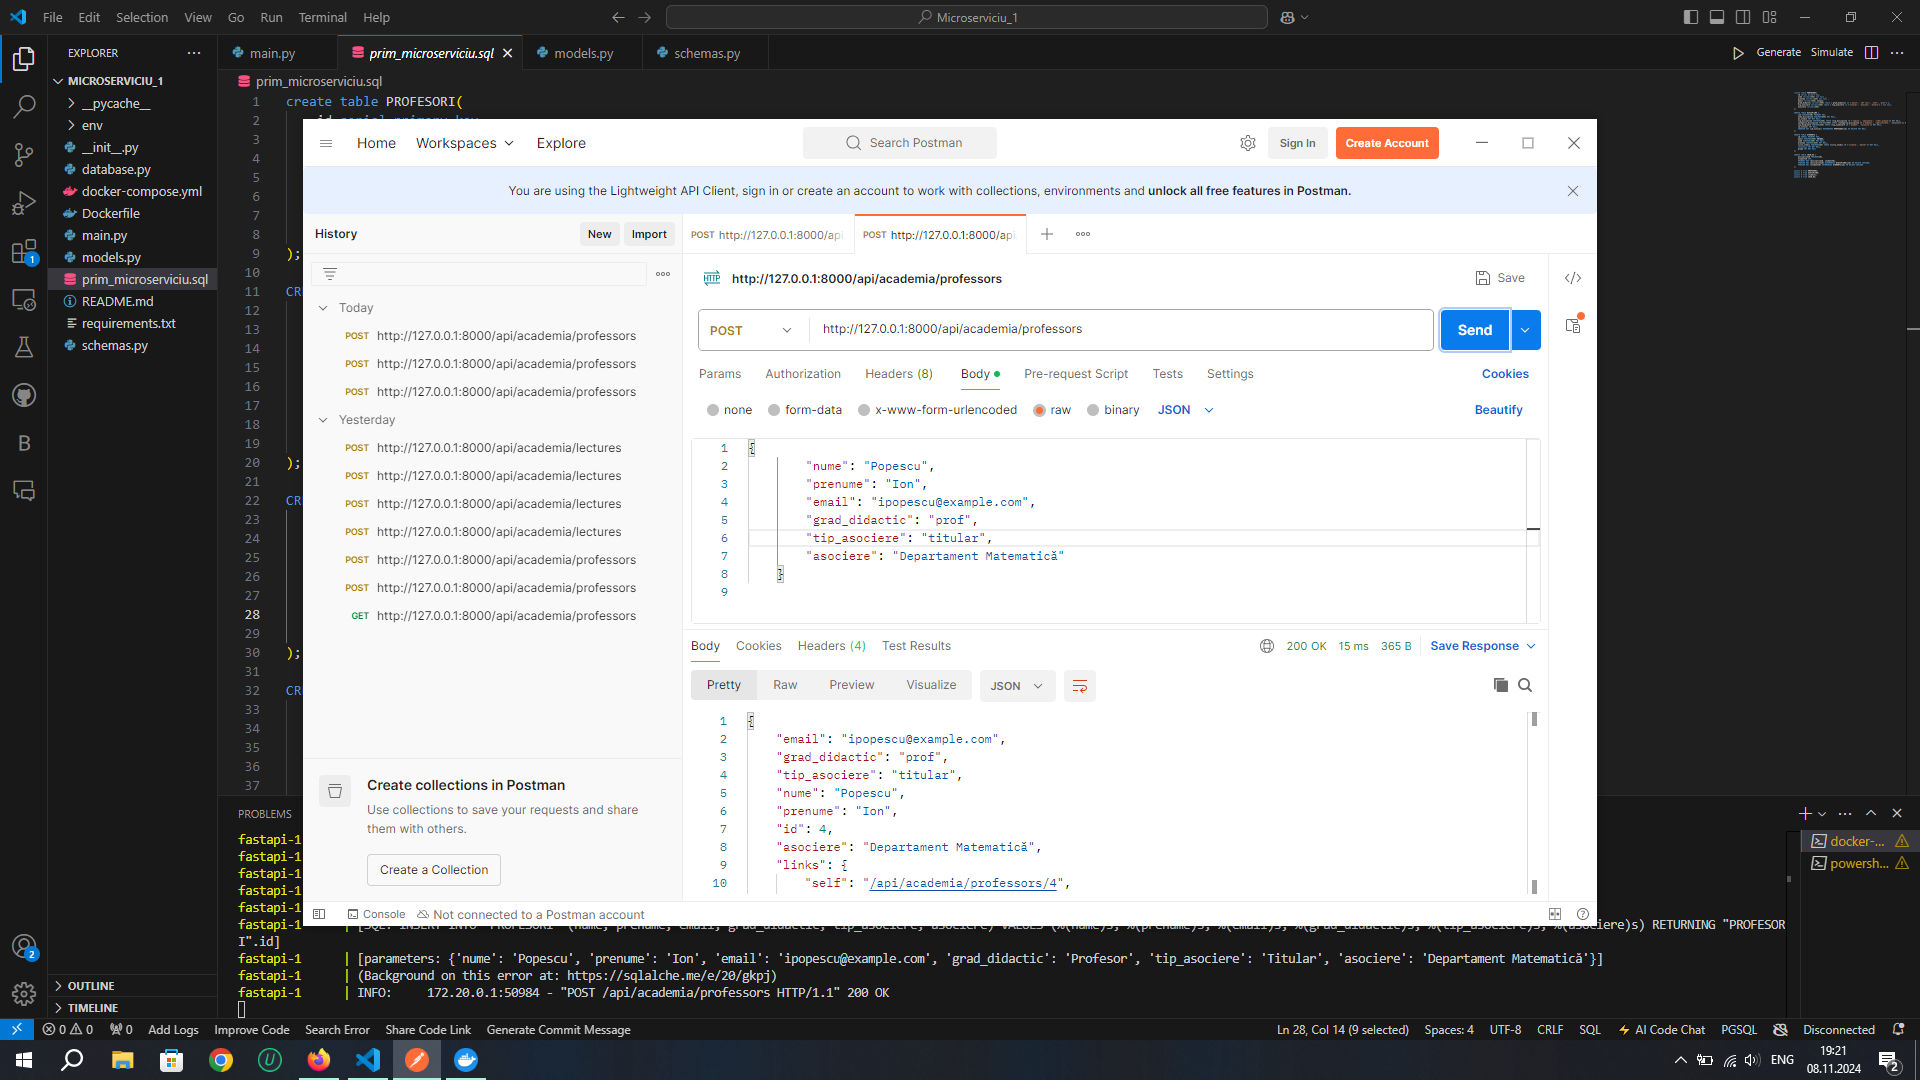 File Edit Selection View Go Run Terminal Help
Microserviciu_1
EXPLORER
MICROSERVICIU_1
__pycache__
env
__init__.py
database.py
docker-compose.yml
Dockerfile
main.py
models.py
prim_microserviciu.sql
README.md
requirements.txt
schemas.py
OUTLINE
TIMELINE
main.py
prim_microserviciu.sql
models.py
schemas.py
Generate Simulate
prim_microserviciu.sql
1 create table PROFESORI(
2 id serial primary key
3
4
5
6
7
8
9 );
10
11 CR
12
13
14
15
16
17
18
19
20 );
21
22 CR
23
24
25
26
27
28
29
30 );
31
32 CR
33
34
35
36
37
Home Workspaces Explore
Search Postman
Sign In Create Account
You are using the Lightweight API Client, sign in or create an account to work with collections, environments and unlock all free features in Postman.
History New Import
Today
POST http://127.0.0.1:8000/api/academia/professors
POST http://127.0.0.1:8000/api/academia/professors
POST http://127.0.0.1:8000/api/academia/professors
Yesterday
POST http://127.0.0.1:8000/api/academia/lectures
POST http://127.0.0.1:8000/api/academia/lectures
POST http://127.0.0.1:8000/api/academia/lectures
POST http://127.0.0.1:8000/api/academia/lectures
POST http://127.0.0.1:8000/api/academia/professors
POST http://127.0.0.1:8000/api/academia/professors
GET http://127.0.0.1:8000/api/academia/professors
Create collections in Postman
Use collections to save your requests and share
them with others.
Create a Collection
POST http://127.0.0.1:8000/api
POST http://127.0.0.1:8000/api
HTTP http://127.0.0.1:8000/api/academia/professors
Save
POST http://127.0.0.1:8000/api/academia/professors
Send
Params Authorization Headers (8) Body Pre-request Script Tests Settings Cookies
none form-data x-www-form-urlencoded raw binary JSON Beautify
1 {
2 "nume": "Popescu",
3 "prenume": "Ion",
4 "email": "ipopescu@example.com",
5 "grad_didactic": "prof",
6 "tip_asociere": "titular",
7 "asociere": "Departament Matematică"
8 }
9
Body Cookies Headers (4) Test Results 200 OK 15 ms 365 B Save Response
Pretty Raw Preview Visualize JSON
1 {
2 "email": "ipopescu@example.com",
3 "grad_didactic": "prof",
4 "tip_asociere": "titular",
5 "nume": "Popescu",
6 "prenume": "Ion",
7 "id": 4,
8 "asociere": "Departament Matematică",
9 "links": {
10 "self": "/api/academia/professors/4",
Console Not connected to a Postman account
PROBLEMS
fastapi-1
fastapi-1
fastapi-1
fastapi-1
fastapi-1
fastapi-1 | [SQL: INSERT INTO "PROFESORI" (nume, prenume, email, grad_didactic, tip_asociere, asociere) VALUES (%(nume)s, %(prenume)s, %(email)s, %(grad_didactic)s, %(tip_asociere)s, %(asociere)s) RETURNING "PROFESOR
I".id]
fastapi-1 | [parameters: {'nume': 'Popescu', 'prenume': 'Ion', 'email': 'ipopescu@example.com', 'grad_didactic': 'Profesor', 'tip_asociere': 'Titular', 'asociere': 'Departament Matematică'}]
fastapi-1 | (Background on this error at: https://sqlalche.me/e/20/gkpj)
fastapi-1 | INFO: 172.20.0.1:50984 - "POST /api/academia/professors HTTP/1.1" 200 OK
docker-...
powersh...
0 0 0 Add Logs Improve Code Search Error Share Code Link Generate Commit Message
Ln 28, Col 14 (9 selected) Spaces: 4 UTF-8 CRLF SQL AI Code Chat PGSQL Disconnected
ENG
19:21
08.11.2024
2